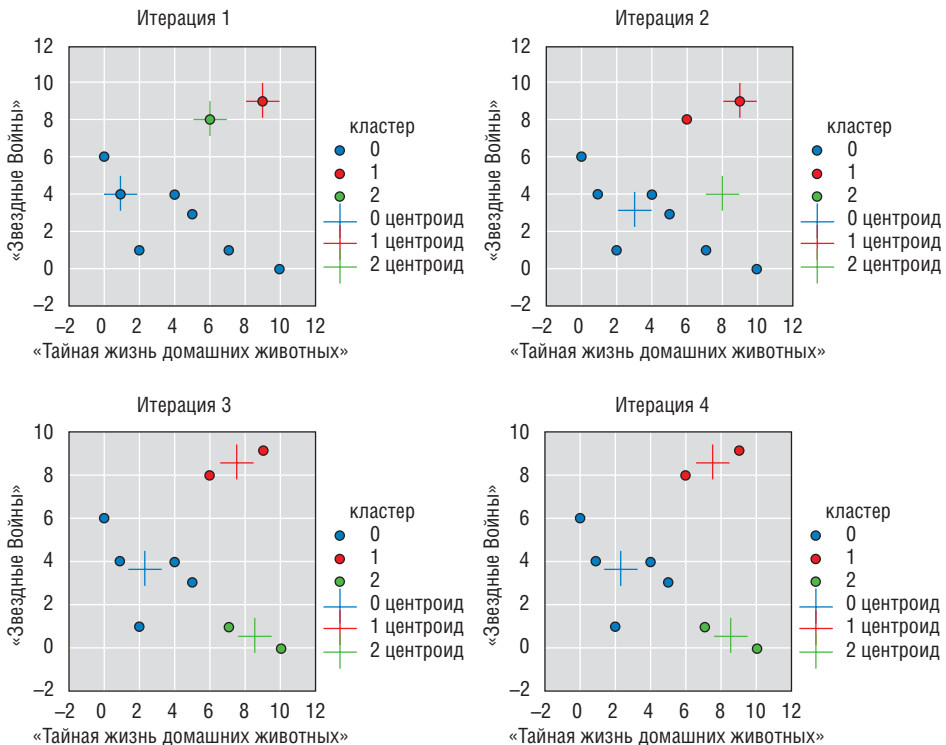 Итерация 1
12
10
8
6
4
2
0
–2
–2 0 2 4 6 8 10 12
«Звездные Войны»
«Тайная жизнь домашних животных»
кластер
0
1
2
0 центроид
1 центроид
2 центроид
Итерация 2
12
10
8
6
4
2
0
–2
–2 0 2 4 6 8 10 12
«Звездные Войны»
«Тайная жизнь домашних животных»
кластер
0
1
2
0 центроид
1 центроид
2 центроид
Итерация 3
10
8
6
4
2
0
–2
–2 0 2 4 6 8 10 12
«Звездные Войны»
«Тайная жизнь домашних животных»
кластер
0
1
2
0 центроид
1 центроид
2 центроид
Итерация 4
10
8
6
4
2
0
–2
–2 0 2 4 6 8 10 12
«Звездные Войны»
«Тайная жизнь домашних животных»
кластер
0
1
2
0 центроид
1 центроид
2 центроид